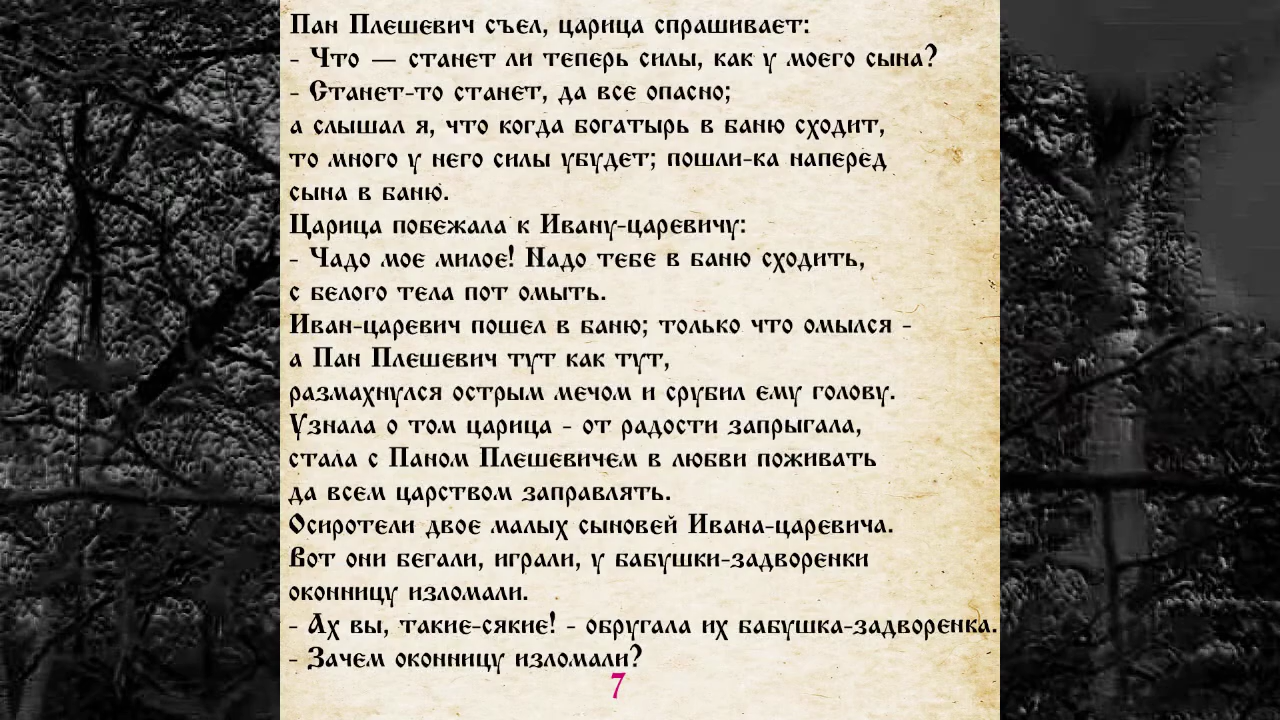 Пан Плешевич съел, царица спрашивает:
- Что — станет ли теперь силы, как у моего сына?
- Станет-то станет, да все опасно;
а слышал я, что когда богатырь в баню сходит,
то много у него силы убудет; пошли-ка наперед
сына в баню.
Царица побежала к Ивану-царевичу:
- Чадо мое милое! Надо тебе в баню сходить,
с белого тела пот омыть.
Иван-царевич пошел в баню; только что омылся -
а Пан Плешевич тут как тут,
размахнулся острым мечом и срубил ему голову.
Узнала о том царица - от радости запрыгала,
стала с Паном Плешевичем в любви поживать
да всем царством заправлять.
Осиротели двое малых сыновей Ивана-царевича.
Вот они бегали, играли, у бабушки-задворенки
оконницу изломали.
- Ах вы, такие-сякие! - обругала их бабушка-задворенка.
- Зачем оконницу изломали?
7